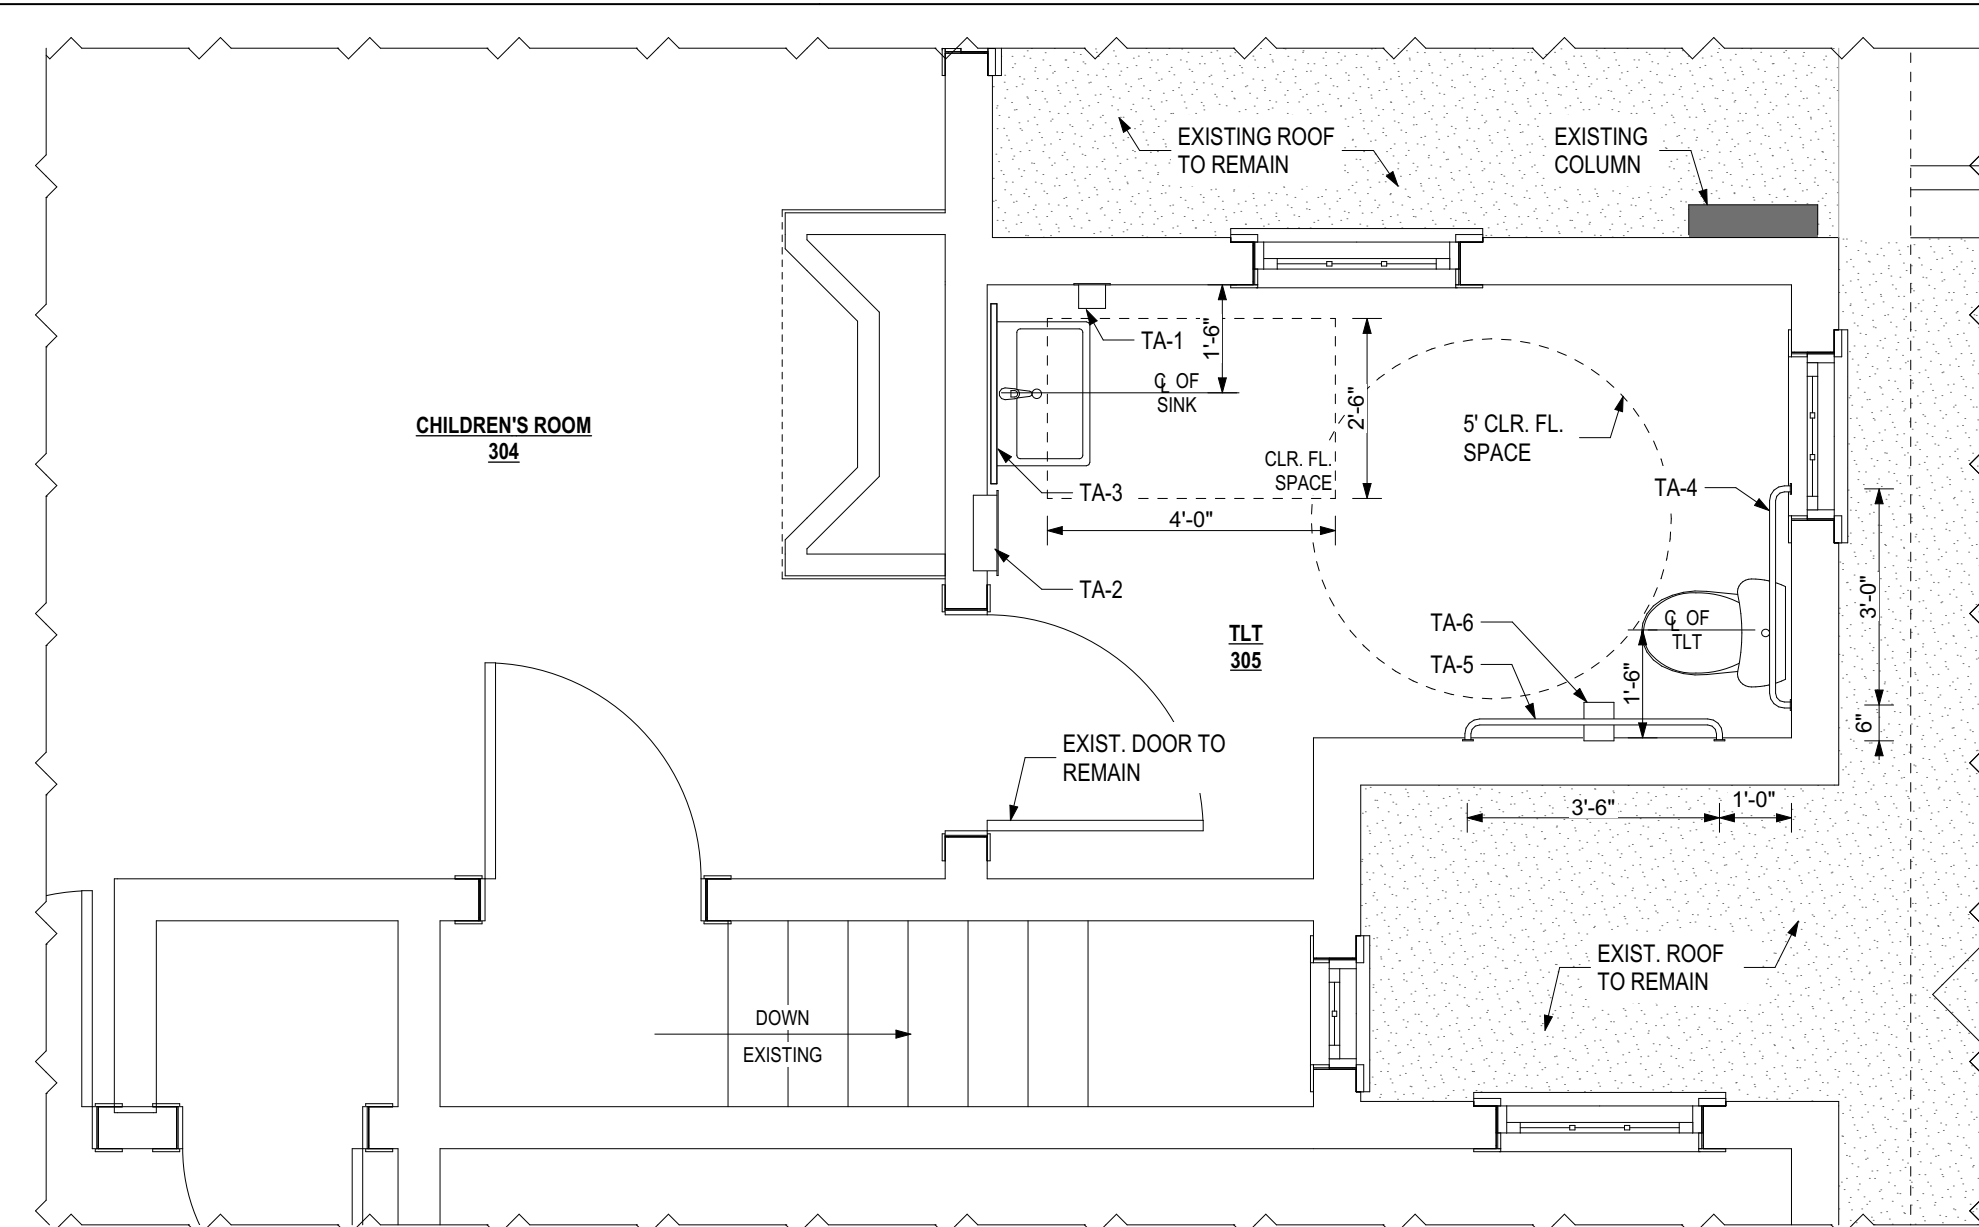 EXISTING ROOF
TO REMAIN
EXISTING
COLUMN
TA-1
1'-6"
℄ OF
SINK
2'-6"
CHILDREN'S ROOM
304
5' CLR. FL.
SPACE
CLR. FL.
SPACE
TA-3
TA-4
4'-0"
TA-2
3'-0"
TLT
305
TA-6
TA-5
℄ OF
TLT
1'-6"
6"
EXIST. DOOR TO
REMAIN
3'-6"
1'-0"
EXIST. ROOF
TO REMAIN
DOWN
EXISTING